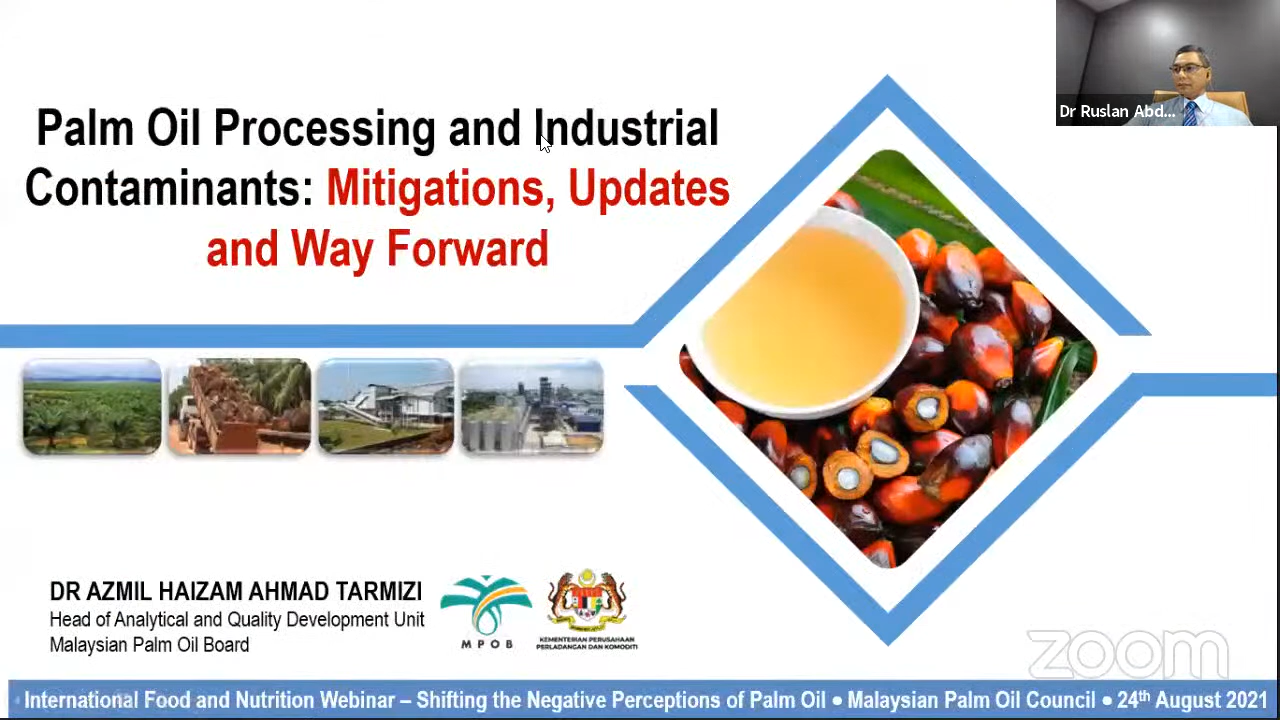 Dr Ruslan Abd...
Palm Oil Processing and Industrial
Contaminants: Mitigations, Updates
and Way Forward
DR AZMIL HAIZAM AHMAD TARMIZI
Head of Analytical and Quality Development Unit
Malaysian Palm Oil Board
MPOB
KEMENTERIAN PERUSAHAAN
PERLADANGAN DAN KOMODITI
zoom
International Food and Nutrition Webinar – Shifting the Negative Perceptions of Palm Oil ● Malaysian Palm Oil Council ● 24th August 2021